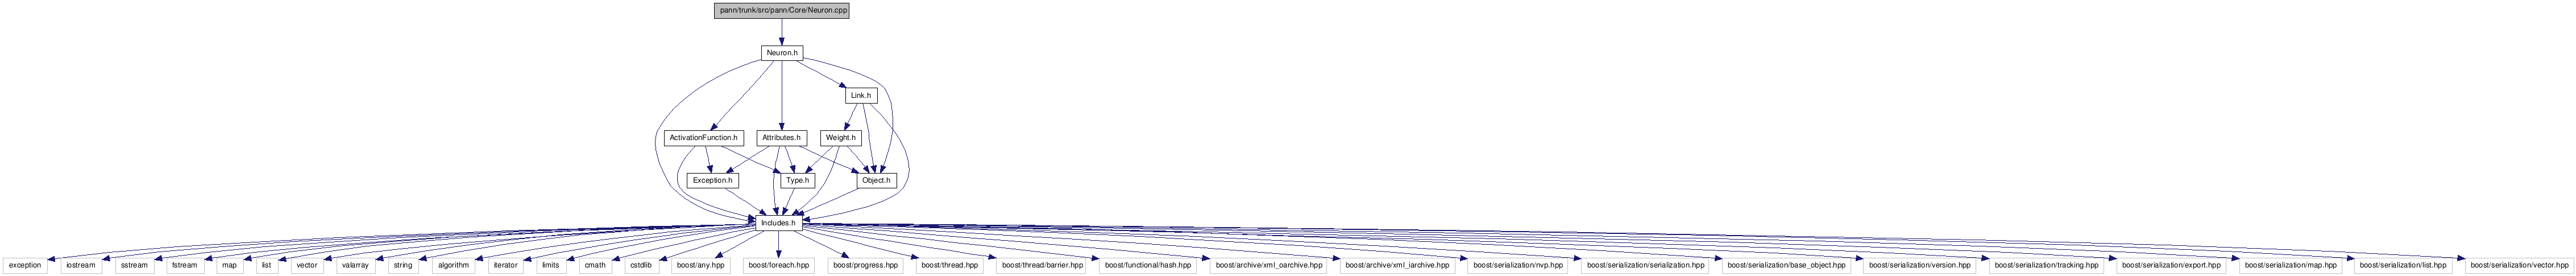 pann/trunk/src/pann/Core/Neuron.cpp
Neuron.h
Link.h
ActivationFunction.h
Attributes.h
Weight.h
Exception.h
Type.h
Object.h
Includes.h
exception
iostream
sstream
fstream
map
list
vector
valarray
string
algorithm
iterator
limits
cmath
cstdlib
boost/any.hpp
boost/foreach.hpp
boost/progress.hpp
boost/thread.hpp
boost/thread/barrier.hpp
boost/functional/hash.hpp
boost/archive/xml_oarchive.hpp
boost/archive/xml_iarchive.hpp
boost/serialization/nvp.hpp
boost/serialization/serialization.hpp
boost/serialization/base_object.hpp
boost/serialization/version.hpp
boost/serialization/tracking.hpp
boost/serialization/export.hpp
boost/serialization/map.hpp
boost/serialization/list.hpp
boost/serialization/vector.hpp